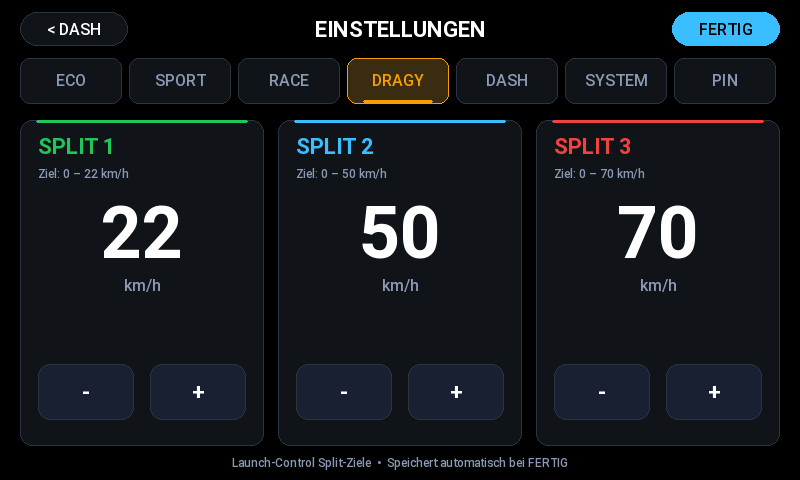 < DASH EINSTELLUNGEN FERTIG
ECO SPORT RACE DRAGY DASH SYSTEM PIN
SPLIT 1 SPLIT 2 SPLIT 3
Ziel: 0 – 22 km/h Ziel: 0 – 50 km/h Ziel: 0 – 70 km/h
22 50 70
km/h km/h km/h
- + - + - +
Launch-Control Split-Ziele • Speichert automatisch bei FERTIG